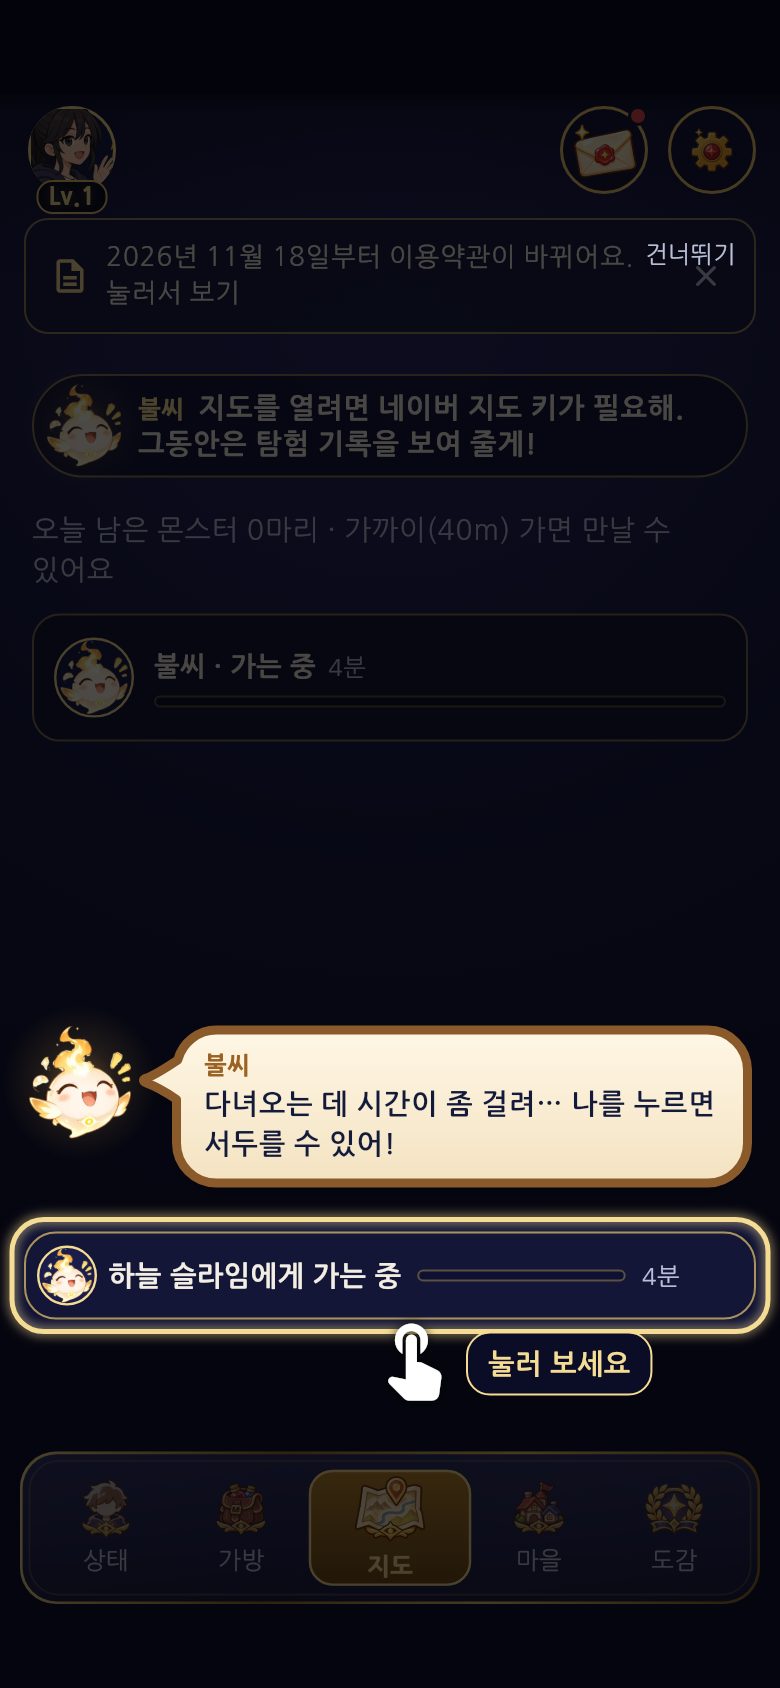 Lv.1
2026년 11월 18일부터 이용약관이 바뀌어요.
눌러서 보기
건너뛰기
불씨 지도를 열려면 네이버 지도 키가 필요해.
그동안은 탐험 기록을 보여 줄게!
오늘 남은 몬스터 0마리 · 가까이(40m) 가면 만날 수
있어요
불씨 · 가는 중 4분
불씨
다녀오는 데 시간이 좀 걸려… 나를 누르면
서두를 수 있어!
하늘 슬라임에게 가는 중 4분
눌러 보세요
상태
가방
지도
마을
도감